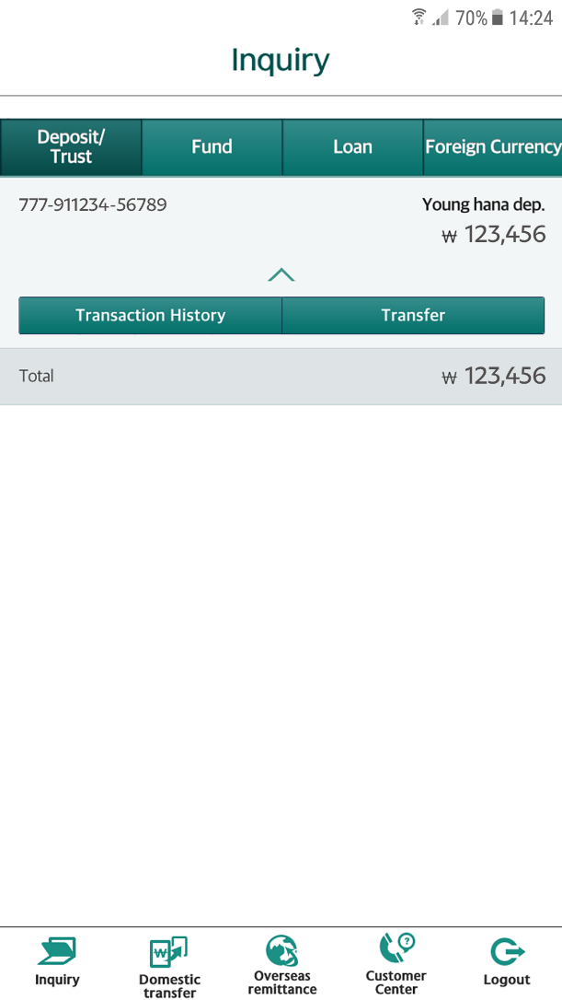 70% 14:24
Inquiry
Deposit/
Trust
Fund
Loan
Foreign Currency
777-911234-56789
Young hana dep.
₩ 123,456
Transaction History
Transfer
Total
₩ 123,456
₩
?
Inquiry
Domestic
transfer
Overseas
remittance
Customer
Center
Logout